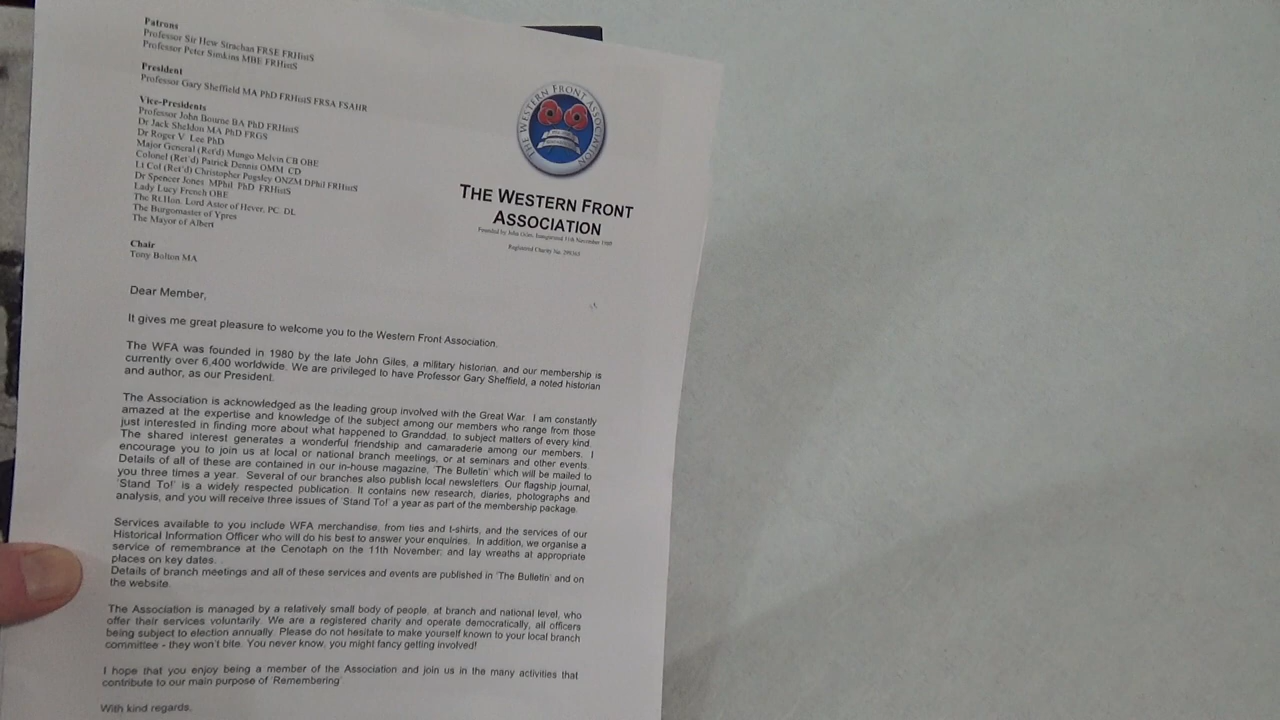 Patrons
Professor Sir Hew Strachan FRSE FRHistS
Professor Peter Simkins MBE FRHistS
President
Professor Gary Sheffield MA PhD FRHistS FRSA FSAHR
Vice-Presidents
Professor John Bourne BA PhD FRHistS
Dr Jack Sheldon MA PhD FRGS
Dr Roger V. Lee PhD
Major General (Ret'd) Mungo Melvin CB OBE
Colonel (Ret'd) Patrick Dennis OMM CD
Lt Col (Ret'd) Christopher Pugsley ONZM DPhil FRHistS
Dr Spencer Jones MPhil PhD FRHistS
Lady Lucy French OBE
The Rt.Hon. Lord Astor of Hever, PC DL
The Burgomaster of Ypres
The Mayor of Albert
Chair
Tony Bolton MA
THE WESTERN FRONT ASSOCIATION
THE WESTERN FRONT
ASSOCIATION
Founded by John Giles, Inaugurated 11th November 1980
Registered Charity No. 298365
Dear Member,
It gives me great pleasure to welcome you to the Western Front Association.
The WFA was founded in 1980 by the late John Giles, a military historian, and our membership is
currently over 6,400 worldwide. We are privileged to have Professor Gary Sheffield, a noted historian
and author, as our President.
The Association is acknowledged as the leading group involved with the Great War. I am constantly
amazed at the expertise and knowledge of the subject among our members who range from those
just interested in finding more about what happened to Granddad, to subject matters of every kind.
The shared interest generates a wonderful friendship and camaraderie among our members. I
encourage you to join us at local or national branch meetings, or at seminars and other events.
Details of all of these are contained in our in-house magazine, 'The Bulletin' which will be mailed to
you three times a year. Several of our branches also publish local newsletters. Our flagship journal,
'Stand To!' is a widely respected publication. It contains new research, diaries, photographs and
analysis, and you will receive three issues of 'Stand To!' a year as part of the membership package.
Services available to you include WFA merchandise, from ties and t-shirts, and the services of our
Historical Information Officer who will do his best to answer your enquiries. In addition, we organise a
service of remembrance at the Cenotaph on the 11th November; and lay wreaths at appropriate
places on key dates.
Details of branch meetings and all of these services and events are published in 'The Bulletin' and on
the website.
The Association is managed by a relatively small body of people, at branch and national level, who
offer their services voluntarily. We are a registered charity and operate democratically, all officers
being subject to election annually. Please do not hesitate to make yourself known to your local branch
committee - they won't bite. You never know, you might fancy getting involved!
I hope that you enjoy being a member of the Association and join us in the many activities that
contribute to our main purpose of 'Remembering'
With kind regards,